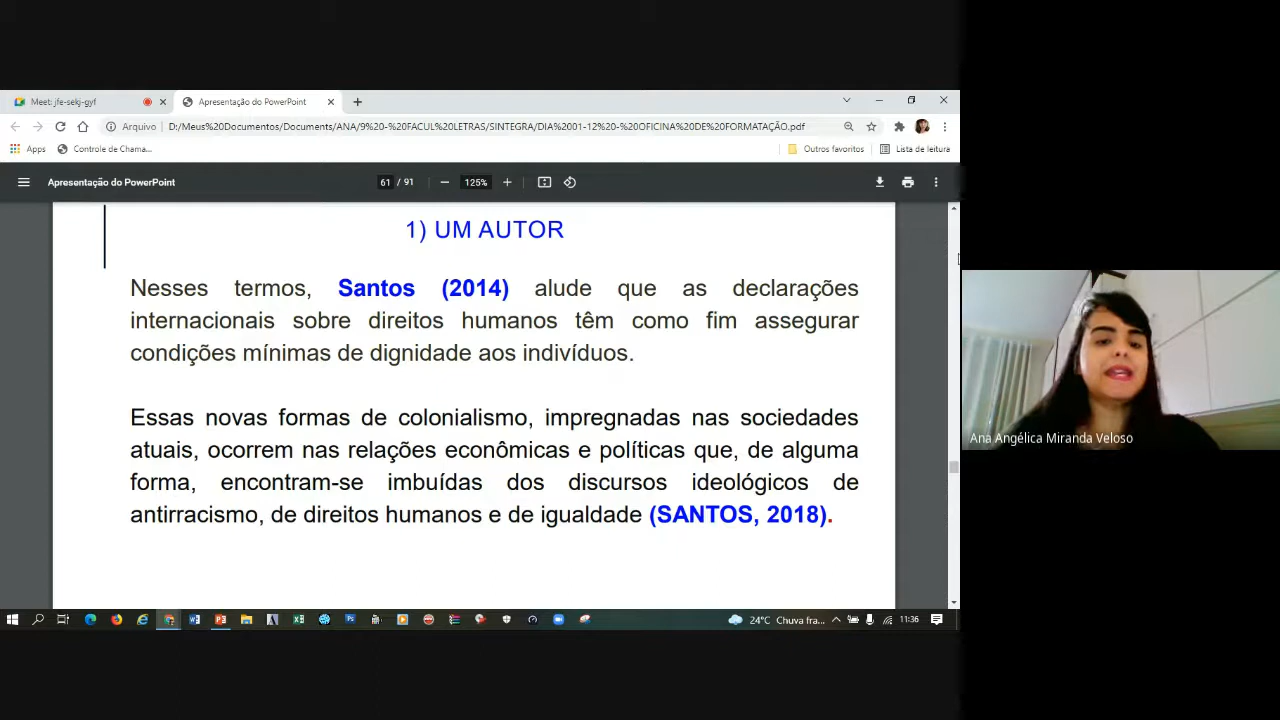 Meet: jfe-sekj-gyf
Apresentação do PowerPoint
Arquivo
D:/Meus%20Documentos/Documents/ANA/9%20-%20FACUL%20LETRAS/SINTEGRA/DIA%2001-12%20-%20OFICINA%20DE%20FORMATAÇÃO.pdf
Apps
Controle de Chama...
Outros favoritos
Lista de leitura
Apresentação do PowerPoint
61 / 91
125%
1) UM AUTOR
Nesses termos, Santos (2014) alude que as declarações
internacionais sobre direitos humanos têm como fim assegurar
condições mínimas de dignidade aos indivíduos.
Essas novas formas de colonialismo, impregnadas nas sociedades
atuais, ocorrem nas relações econômicas e políticas que, de alguma
forma, encontram-se imbuídas dos discursos ideológicos de
antirracismo, de direitos humanos e de igualdade (SANTOS, 2018).
Ana Angélica Miranda Veloso
24°C Chuva fra...
11:36